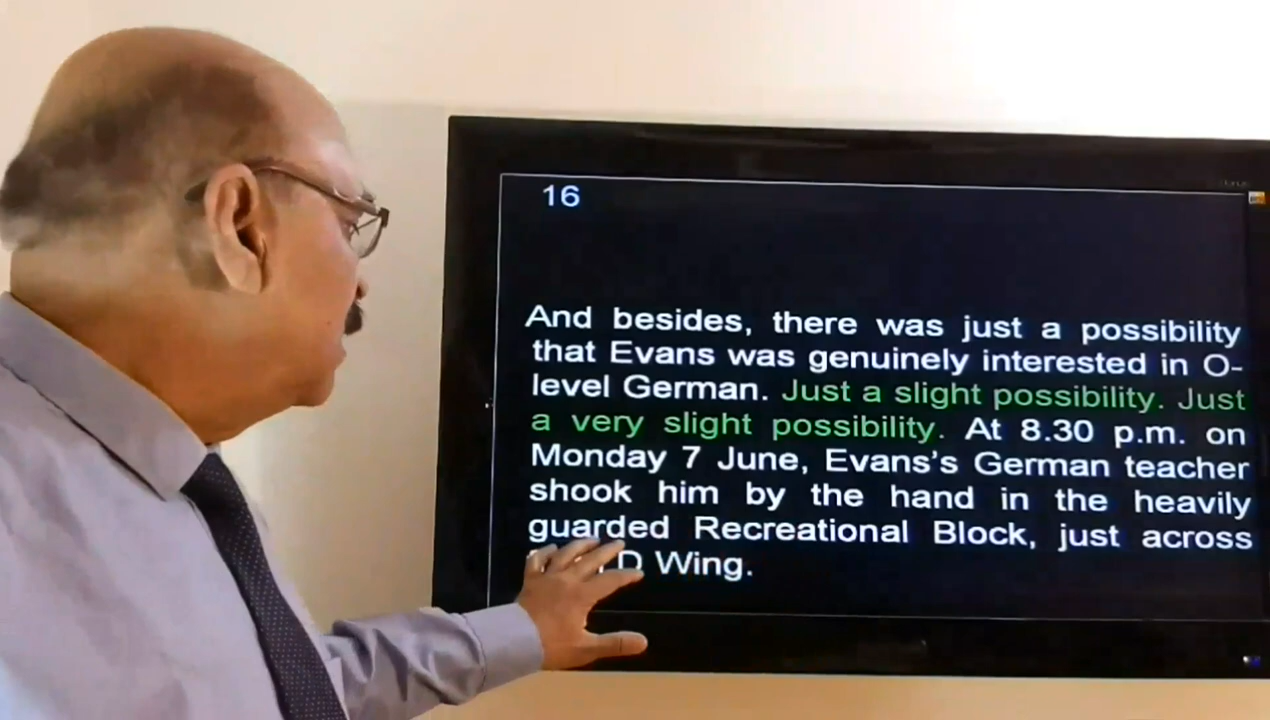 16
And besides, there was just a possibility
that Evans was genuinely interested in O-
level German. Just a slight possibility. Just
a very slight possibility. At 8.30 p.m. on
Monday 7 June, Evans's German teacher
shook him by the hand in the heavily
guarded Recreational Block, just across
D Wing.